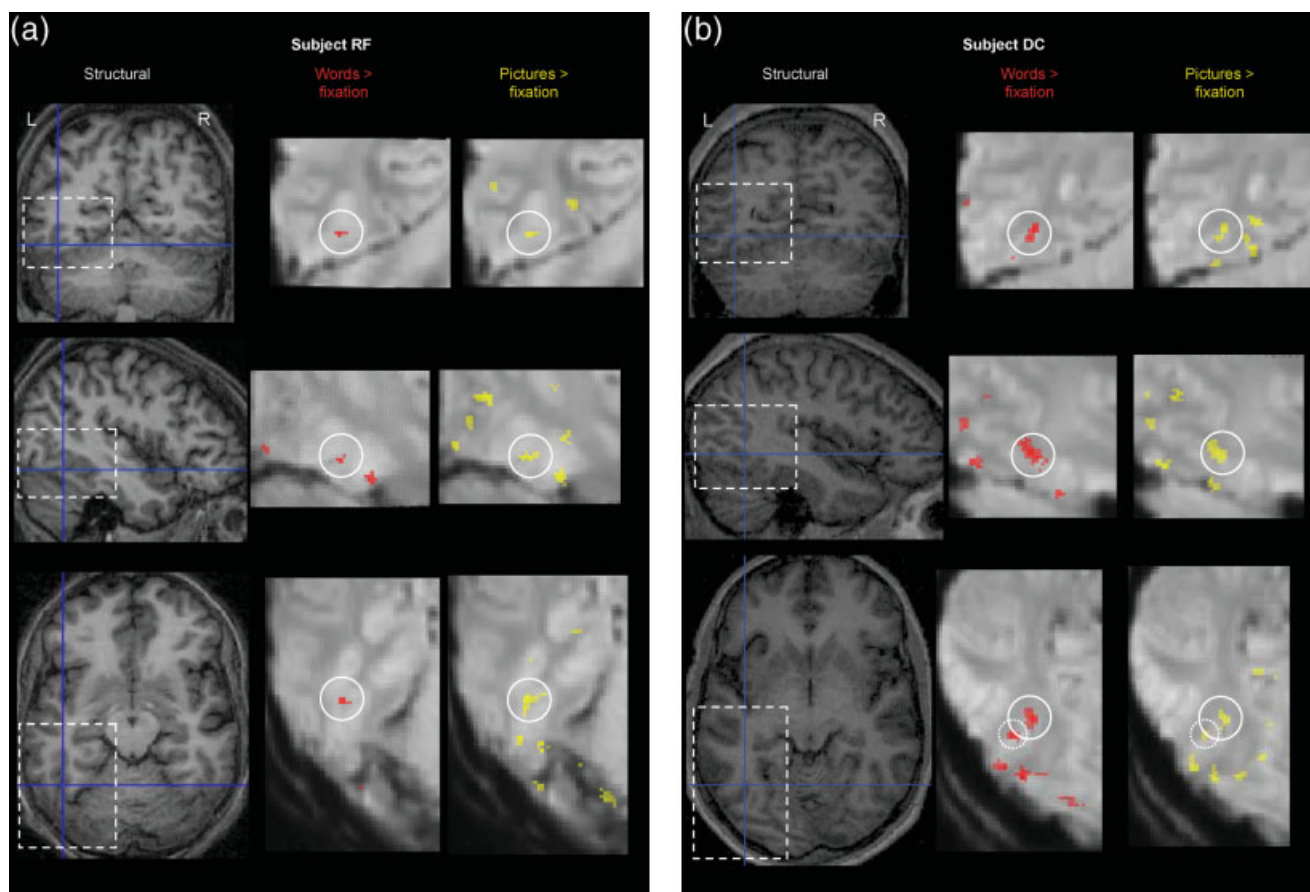 (a)
Subject RF
Structural
Words >
fixation
Pictures >
fixation
L
R
(b)
Subject DC
Structural
Words >
fixation
Pictures >
fixation
L
R